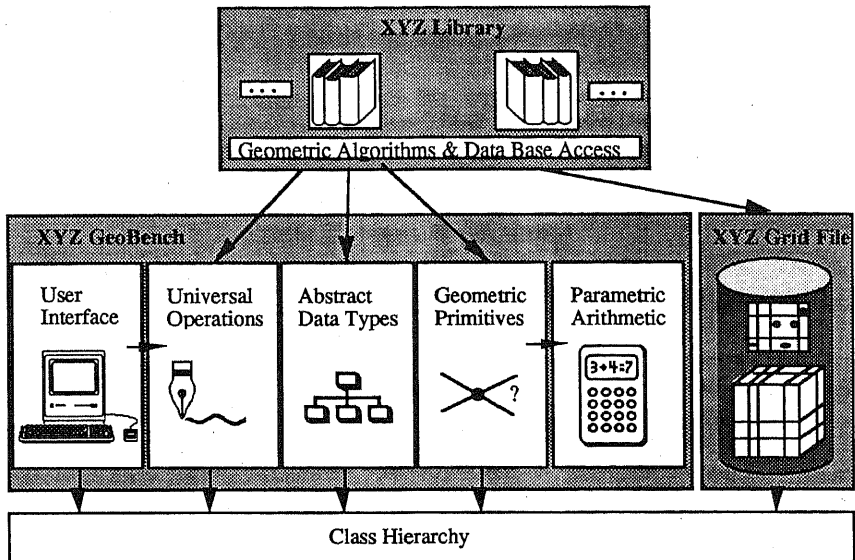 XYZ Library
... ...
Geometric Algorithms & Data Base Access
XYZ GeoBench
XYZ Grid File
User
Interface
Universal
Operations
Abstract
Data Types
Geometric
Primitives
Parametric
Arithmetic
?
3+4=7
Class Hierarchy